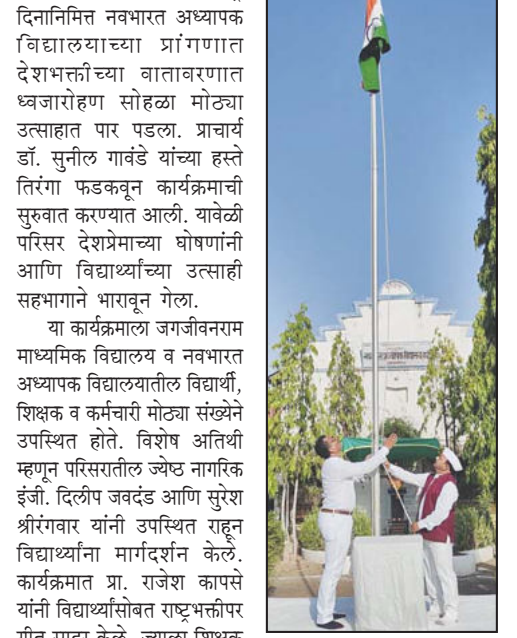 दिनानिमित्त नवभारत अध्यापक
विद्यालयाच्या प्रांगणात
देशभक्तीच्या वातावरणात
ध्वजारोहण सोहळा मोठ्या
उत्साहात पार पडला. प्राचार्य
डॉ. सुनील गावंडे यांच्या हस्ते
तिरंगा फडकवून कार्यक्रमाची
सुरुवात करण्यात आली. यावेळी
परिसर देशप्रेमाच्या घोषणांनी
आणि विद्यार्थ्यांच्या उत्साही
सहभागाने भारावून गेला.
या कार्यक्रमाला जगजीवनराम
माध्यमिक विद्यालय व नवभारत
अध्यापक विद्यालयातील विद्यार्थी,
शिक्षक व कर्मचारी मोठ्या संख्येने
उपस्थित होते. विशेष अतिथी
म्हणून परिसरातील ज्येष्ठ नागरिक
इंजी. दिलीप जवदंड आणि सुरेश
श्रीरंगवार यांनी उपस्थित राहून
विद्यार्थ्यांना मार्गदर्शन केले.
कार्यक्रमात प्रा. राजेश कापसे
यांनी विद्यार्थ्यांसोबत राष्ट्रभक्तीपर
गीत सादर केले. ज्याला शिक्षक